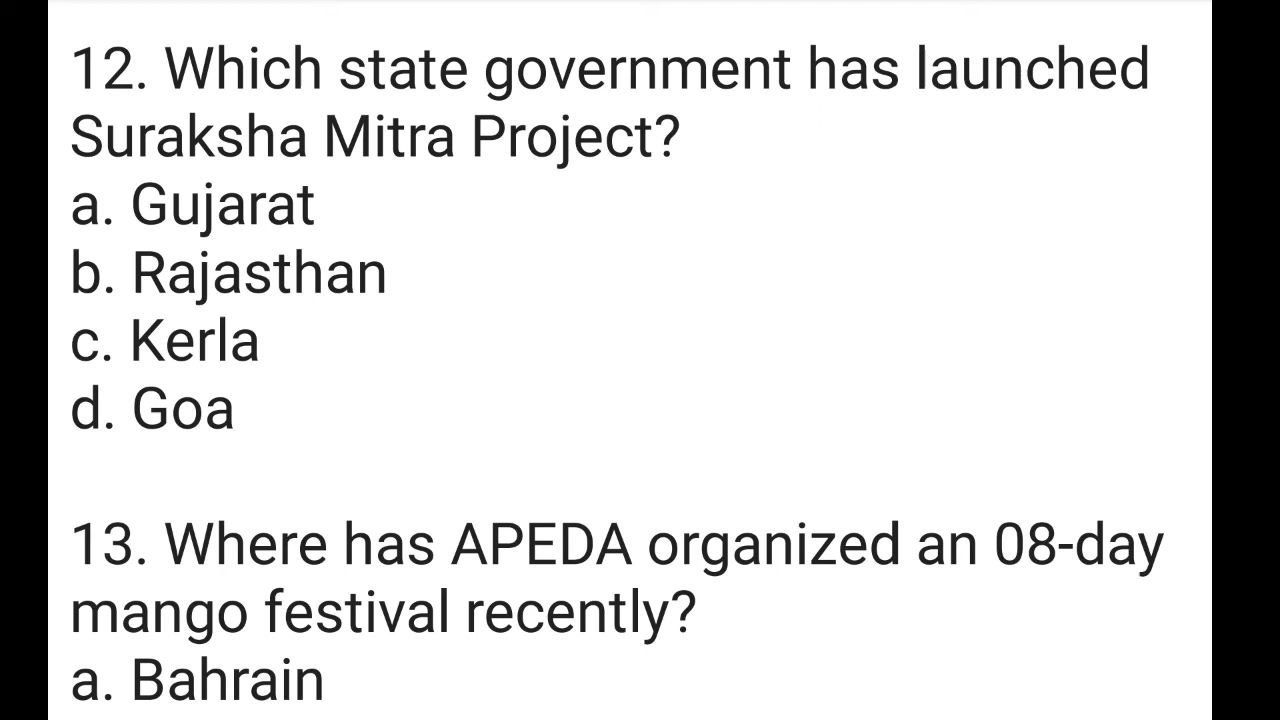 12. Which state government has launched
Suraksha Mitra Project?
a. Gujarat
b. Rajasthan
c. Kerla
d. Goa
13. Where has APEDA organized an 08-day
mango festival recently?
a. Bahrain